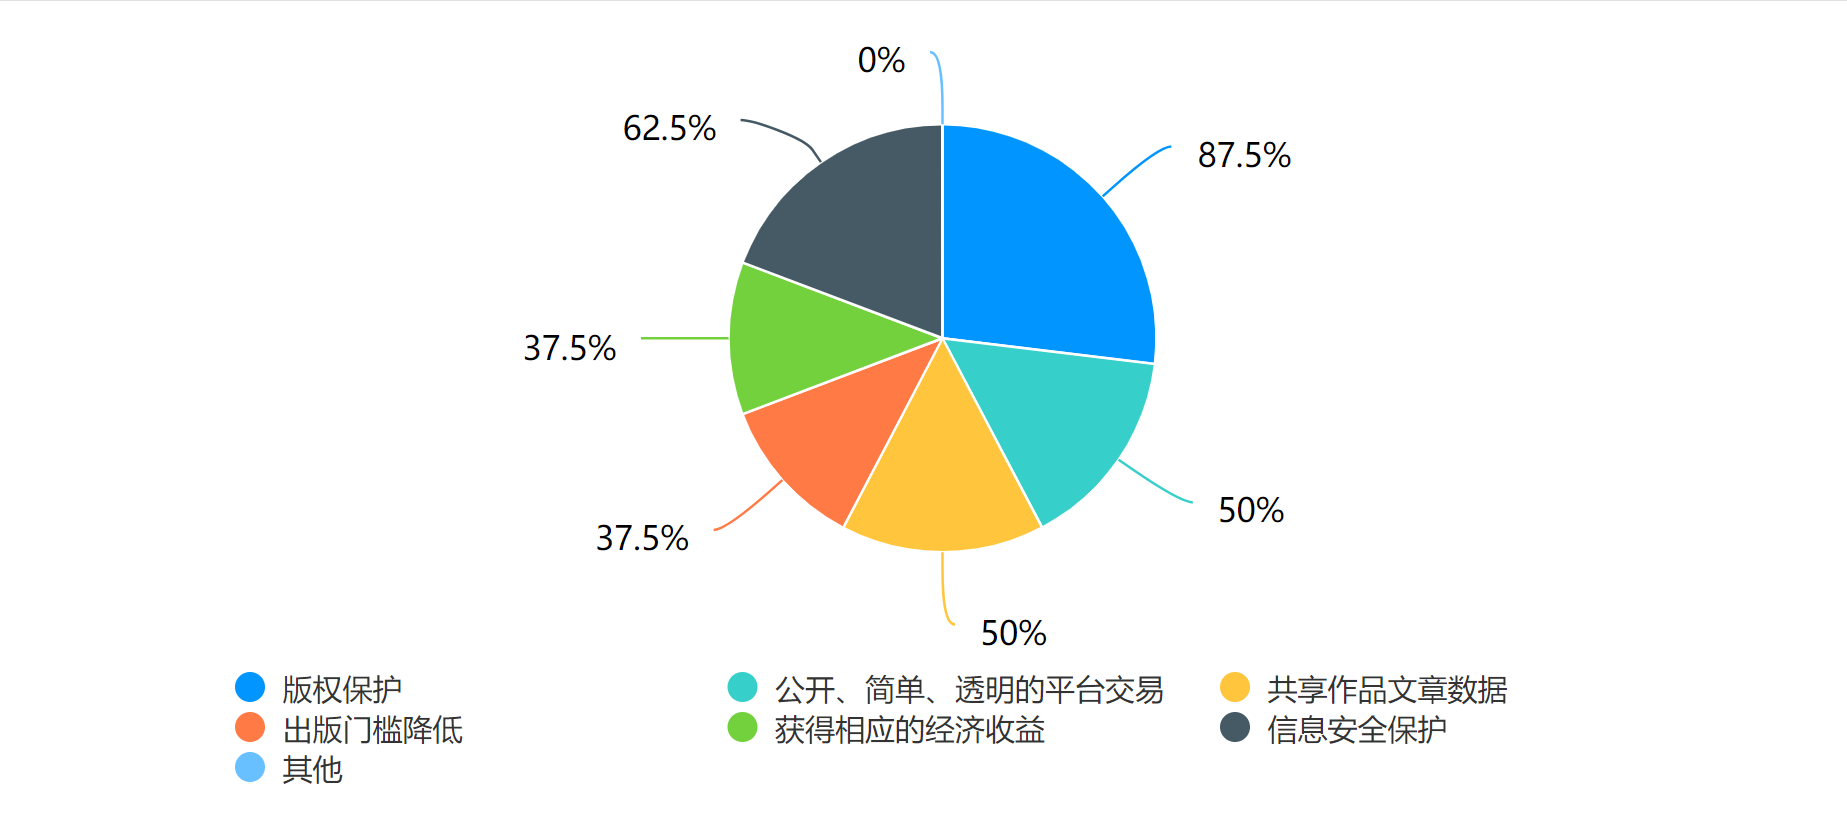 0%
62.5%
87.5%
37.5%
50%
37.5%
50%
版权保护
公开、简单、透明的平台交易
共享作品文章数据
出版门槛降低
获得相应的经济收益
信息安全保护
其他